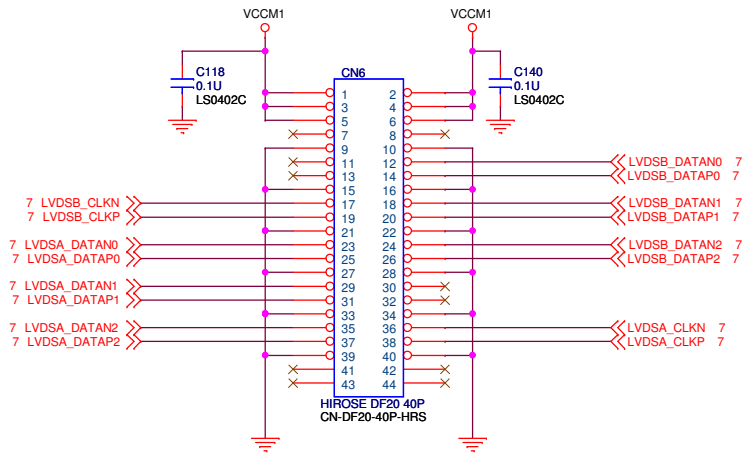 VCCM1 VCCM1
C118
0.1U
LS0402C
CN6
C140
0.1U
LS0402C
1 2
3 4
5 6
7 8
9 10
11 12 LVDSB_DATAN0 7
13 14 LVDSB_DATAP0 7
15 16
7 LVDSB_CLKN 17 18 LVDSB_DATAN1 7
7 LVDSB_CLKP 19 20 LVDSB_DATAP1 7
21 22
7 LVDSA_DATAN0 23 24 LVDSB_DATAN2 7
7 LVDSA_DATAP0 25 26 LVDSB_DATAP2 7
27 28
7 LVDSA_DATAN1 29 30
7 LVDSA_DATAP1 31 32
33 34
7 LVDSA_DATAN2 35 36 LVDSA_CLKN 7
7 LVDSA_DATAP2 37 38 LVDSA_CLKP 7
39 40
41 42
43 44
HIROSE DF20 40P
CN-DF20-40P-HRS